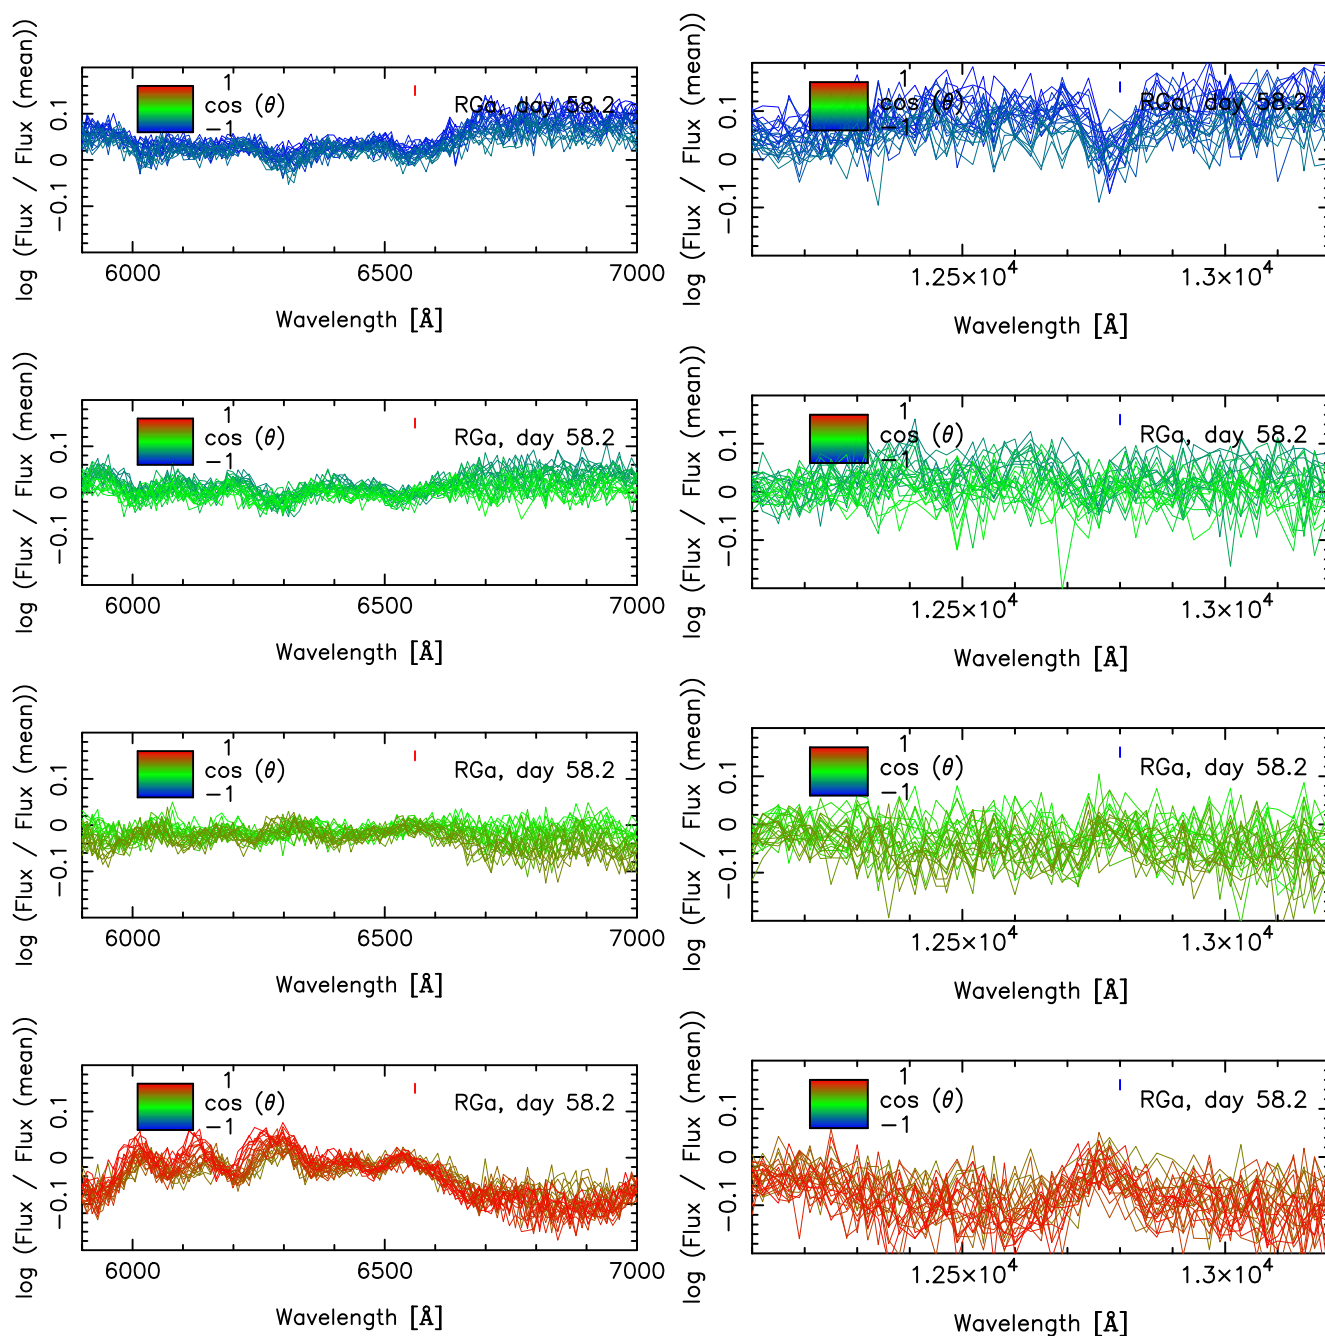 log (Flux / Flux (mean))
0.1
0
−0.1
1
cos (θ)
−1
RGa, day 58.2
6000
6500
7000
Wavelength [Å]
log (Flux / Flux (mean))
0.1
0
−0.1
1
cos (θ)
−1
RGa, day 58.2
1.25×10⁴
1.3×10⁴
Wavelength [Å]
log (Flux / Flux (mean))
0.1
0
−0.1
1
cos (θ)
−1
RGa, day 58.2
6000
6500
7000
Wavelength [Å]
log (Flux / Flux (mean))
0.1
0
−0.1
1
cos (θ)
−1
RGa, day 58.2
1.25×10⁴
1.3×10⁴
Wavelength [Å]
log (Flux / Flux (mean))
0.1
0
−0.1
1
cos (θ)
−1
RGa, day 58.2
6000
6500
7000
Wavelength [Å]
log (Flux / Flux (mean))
0.1
0
−0.1
1
cos (θ)
−1
RGa, day 58.2
1.25×10⁴
1.3×10⁴
Wavelength [Å]
log (Flux / Flux (mean))
0.1
0
−0.1
1
cos (θ)
−1
RGa, day 58.2
6000
6500
7000
Wavelength [Å]
log (Flux / Flux (mean))
0.1
0
−0.1
1
cos (θ)
−1
RGa, day 58.2
1.25×10⁴
1.3×10⁴
Wavelength [Å]